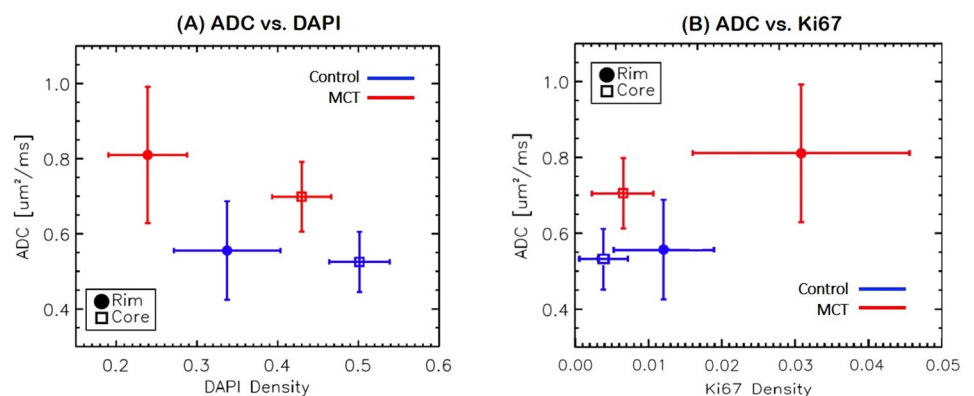 (A) ADC vs. DAPI
1.0
0.8
0.6
0.4
ADC [um²/ms]
Control
MCT
Rim
Core
0.2 0.3 0.4 0.5 0.6
DAPI Density
(B) ADC vs. Ki67
1.0
0.8
0.6
0.4
ADC [um²/ms]
Rim
Core
Control
MCT
0.00 0.01 0.02 0.03 0.04 0.05
Ki67 Density